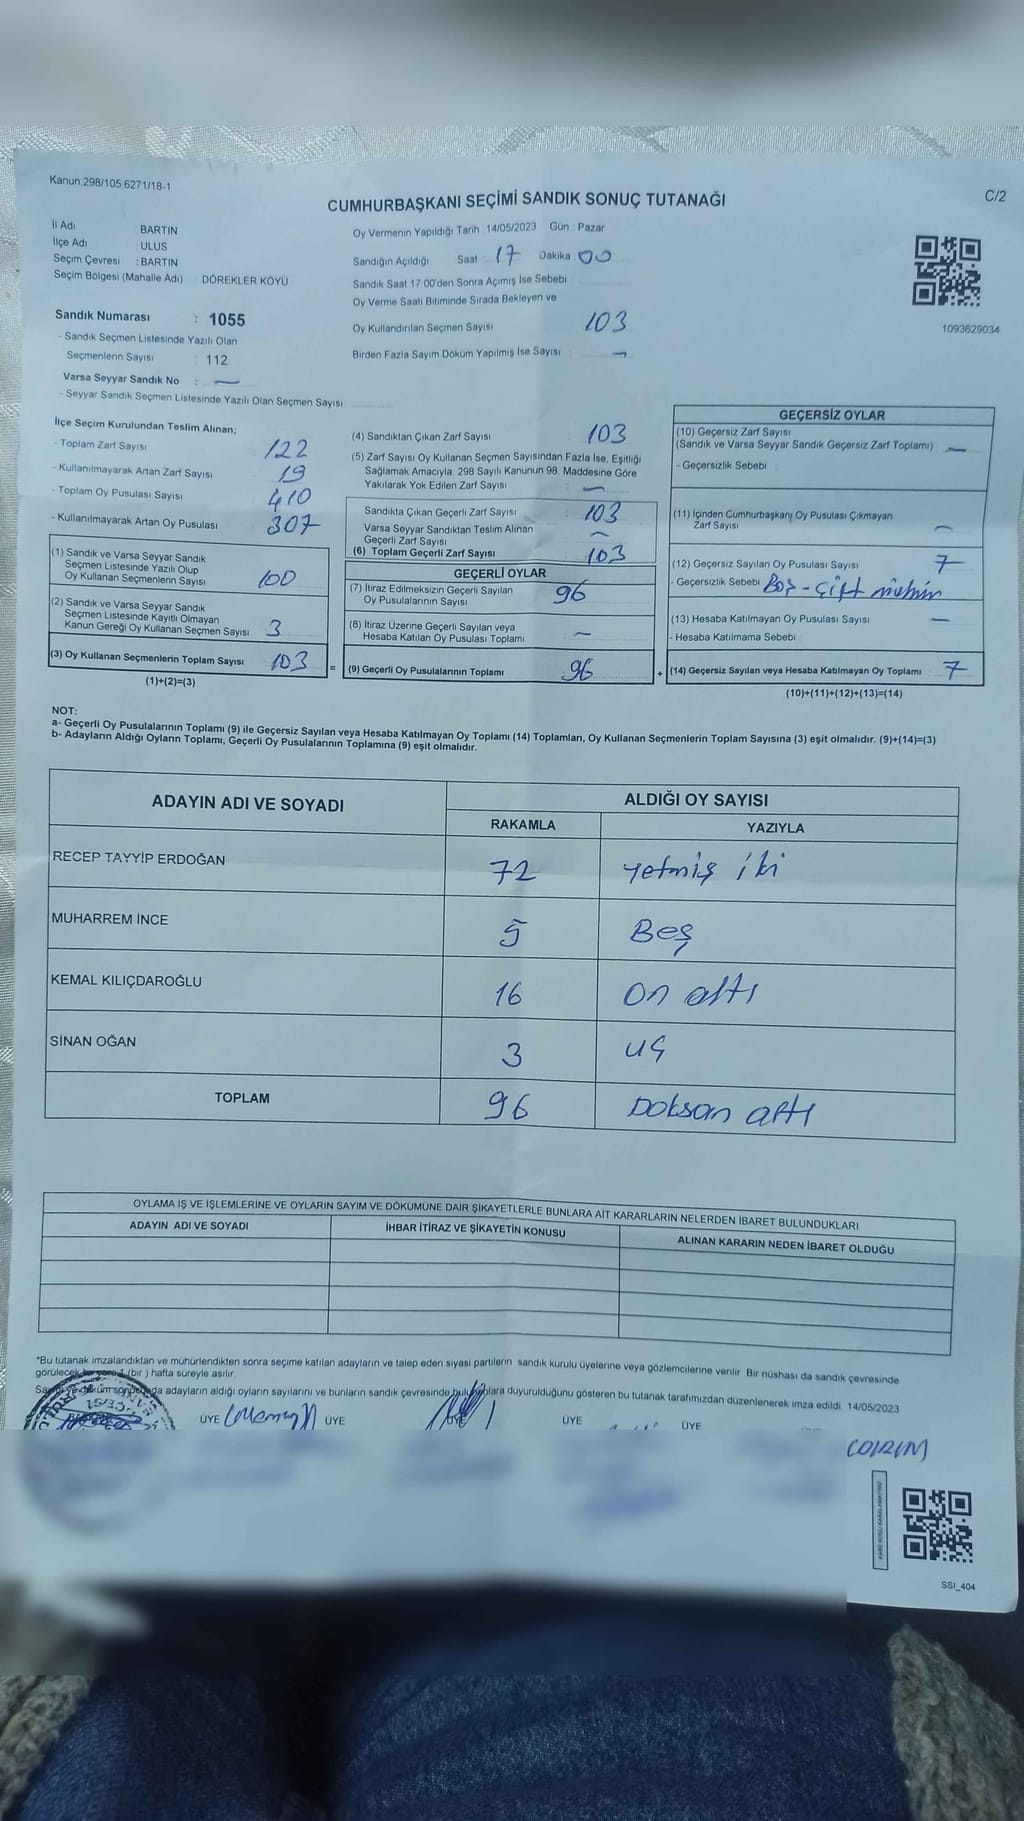 Kanun 298/105 6271/18-1
C/2
CUMHURBAŞKANI SEÇİMİ SANDIK SONUÇ TUTANAĞI
İl Adı BARTIN
İlçe Adı ULUS
Seçim Çevresi : BARTIN
Seçim Bölgesi (Mahalle Adı) DÖREKLER KÖYÜ
Sandık Numarası : 1055
- Sandık Seçmen Listesinde Yazılı Olan
Seçmenlerin Sayısı : 112
Varsa Seyyar Sandık No : —
- Seyyar Sandık Seçmen Listesinde Yazılı Olan Seçmen Sayısı
Oy Vermenin Yapıldığı Tarih 14/05/2023 Gün Pazar
Sandığın Açıldığı Saat 17 Dakika 00
Sandık Saat 17 00'den Sonra Açımış İse Sebebi
Oy Verme Saati Bitiminde Sırada Bekleyen ve
Oy Kullandırılan Seçmen Sayısı 103
Birden Fazla Sayım Döküm Yapılmış İse Sayısı —
1093629034
İlçe Seçim Kurulundan Teslim Alınan;
- Toplam Zarf Sayısı 122
- Kullanılmayarak Artan Zarf Sayısı 19
- Toplam Oy Pusulası Sayısı 410
- Kullanılmayarak Artan Oy Pusulası 307
(1) Sandık ve Varsa Seyyar Sandık
Seçmen Listesinde Yazılı Olup
Oy Kullanan Seçmenlerin Sayısı 100
(2) Sandık ve Varsa Seyyar Sandık
Seçmen Listesinde Kayıtlı Olmayan
Kanun Gereği Oy Kullanan Seçmen Sayısı 3
(3) Oy Kullanan Seçmenlerin Toplam Sayısı 103
(1)+(2)=(3)
=
(4) Sandıktan Çıkan Zarf Sayısı 103
(5) Zarf Sayısı Oy Kullanan Seçmen Sayısından Fazla İse, Eşitliği
Sağlamak Amacıyla, 298 Sayılı Kanunun 98. Maddesine Göre
Yakılarak Yok Edilen Zarf Sayısı —
Sandıkta Çıkan Geçerli Zarf Sayısı 103
Varsa Seyyar Sandıktan Teslim Alınan
Geçerli Zarf Sayısı —
(6) Toplam Geçerli Zarf Sayısı 103
GEÇERLİ OYLAR
(7) İtiraz Edilmeksizin Geçerli Sayılan
Oy Pusulalarının Sayısı 96
(8) İtiraz Üzerine Geçerli Sayılan veya
Hesaba Katılan Oy Pusulası Toplamı —
(9) Geçerli Oy Pusulalarının Toplamı 96
+
GEÇERSİZ OYLAR
(10) Geçersiz Zarf Sayısı
(Sandık ve Varsa Seyyar Sandık Geçersiz Zarf Toplamı) —
- Geçersizlik Sebebi :
(11) İçinden Cumhurbaşkanı Oy Pusulası Çıkmayan
Zarf Sayısı —
(12) Geçersiz Sayılan Oy Pusulası Sayısı 7
- Geçersizlik Sebebi Boş - Çift mühür
(13) Hesaba Katılmayan Oy Pusulası Sayısı —
- Hesaba Katılmama Sebebi
(14) Geçersiz Sayılan veya Hesaba Katılmayan Oy Toplamı 7
(10)+(11)+(12)+(13)=(14)
NOT:
a- Geçerli Oy Pusulalarının Toplamı (9) ile Geçersiz Sayılan veya Hesaba Katılmayan Oy Toplamı (14) Toplamları, Oy Kullanan Seçmenlerin Toplam Sayısına (3) eşit olmalıdır. (9)+(14)=(3)
b- Adayların Aldığı Oyların Toplamı, Geçerli Oy Pusulalarının Toplamına (9) eşit olmalıdır.
ADAYIN ADI VE SOYADI ALDIĞI OY SAYISI
RAKAMLA YAZIYLA
RECEP TAYYİP ERDOĞAN 72 yetmiş iki
MUHARREM İNCE 5 Beş
KEMAL KILIÇDAROĞLU 16 On altı
SİNAN OĞAN 3 uç
TOPLAM 96 Doksan altı
OYLAMA İŞ VE İŞLEMLERİNE VE OYLARIN SAYIM VE DÖKÜMÜNE DAİR ŞİKAYETLERLE BUNLARA AİT KARARLARIN NELERDEN İBARET BULUNDUKLARI
ADAYIN ADI VE SOYADI İHBAR İTİRAZ VE ŞİKAYETİN KONUSU ALINAN KARARIN NEDEN İBARET OLDUĞU
*Bu tutanak imzalandıktan ve mühürlendikten sonra seçime katılan adayların ve talep eden siyasi partilerin sandık kurulu üyelerine veya gözlemcilerine verilir Bir nüshası da sandık çevresinde
görülecek bir yere 1 (bir ) hafta süreyle asılır.
adayların aldığı oyların sayılarını ve bunların sandık çevresinde duyurulduğunu gösteren bu tutanak tarafımızdan düzenlenerek imza edildi. 14/05/2023
ÜYE ÜYE ÜYE ÜYE
SSI_404